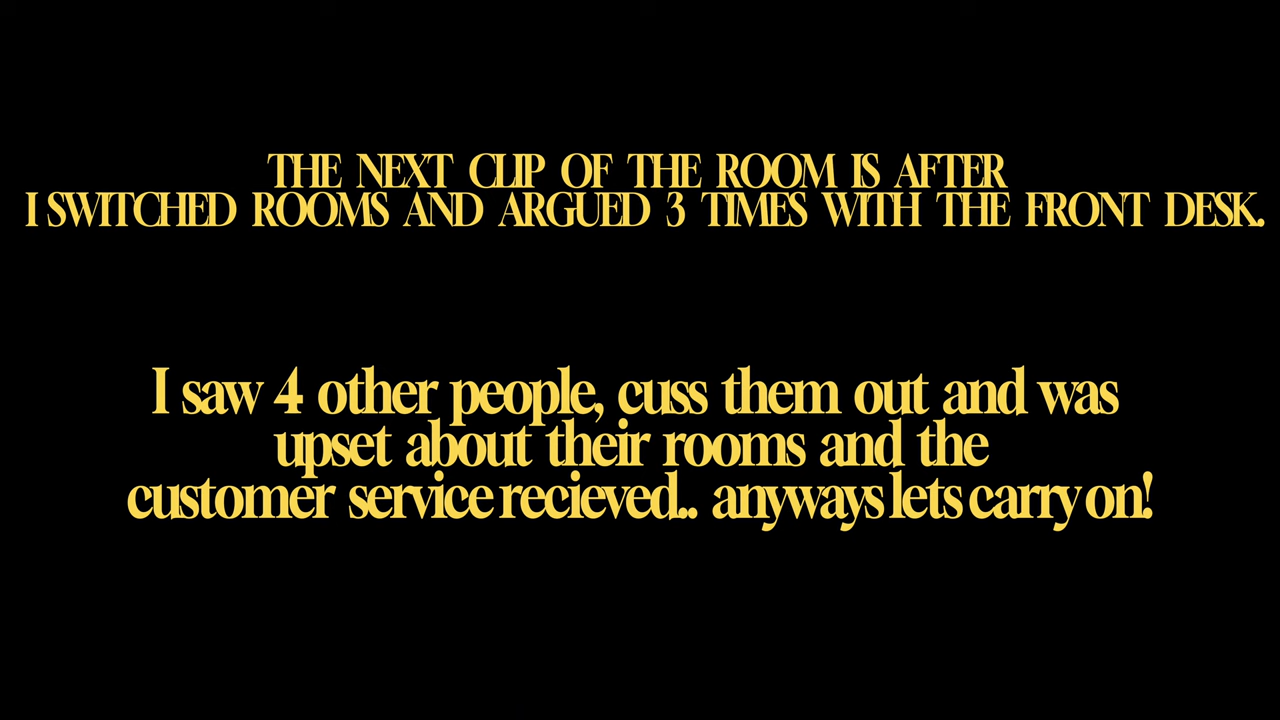 THE NEXT CLIP OF THE ROOM IS AFTER
I SWITCHED ROOMS AND ARGUED 3 TIMES WITH THE FRONT DESK.
I saw 4 other people, cuss them out and was
upset about their rooms and the
customer service recieved.. anyways lets carry on!